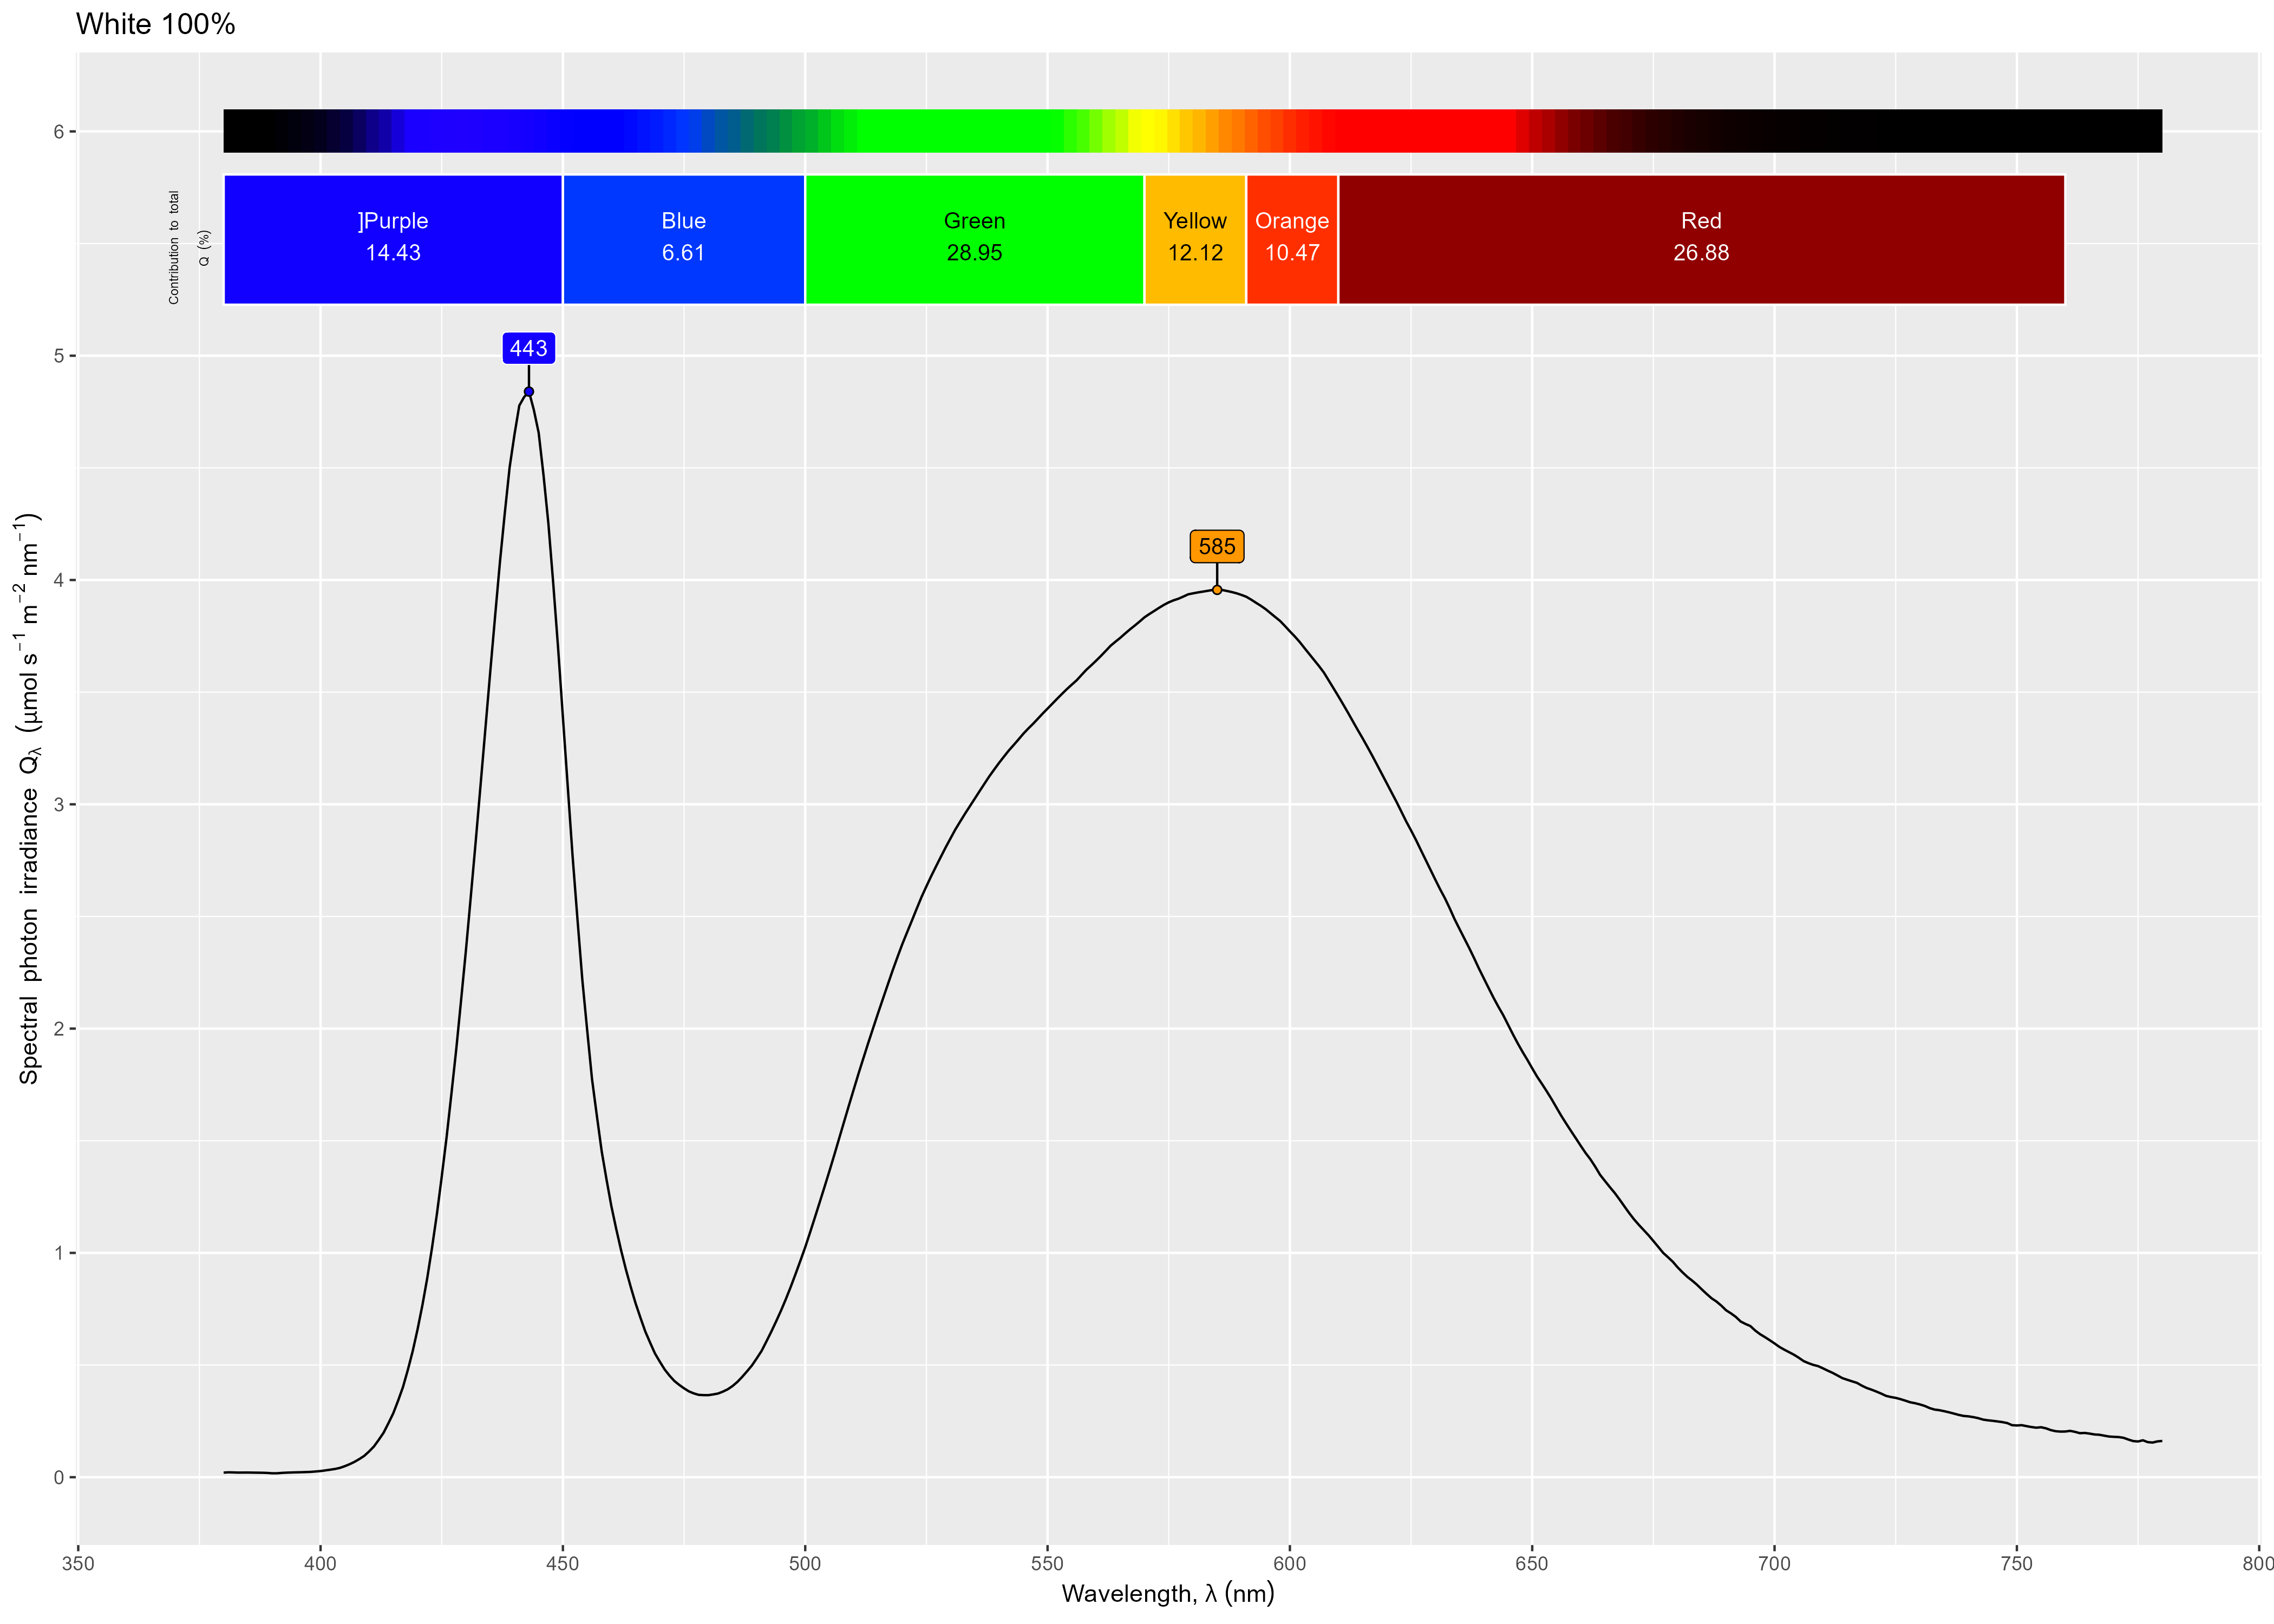 White 100%
6
5
4
3
2
1
0
Spectral photon irradiance Qλ (µmol s⁻¹ m⁻² nm⁻¹)
Contribution to total
Q (%)
]Purple
14.43
Blue
6.61
Green
28.95
Yellow
12.12
Orange
10.47
Red
26.88
443
585
350 400 450 500 550 600 650 700 750 800
Wavelength, λ (nm)